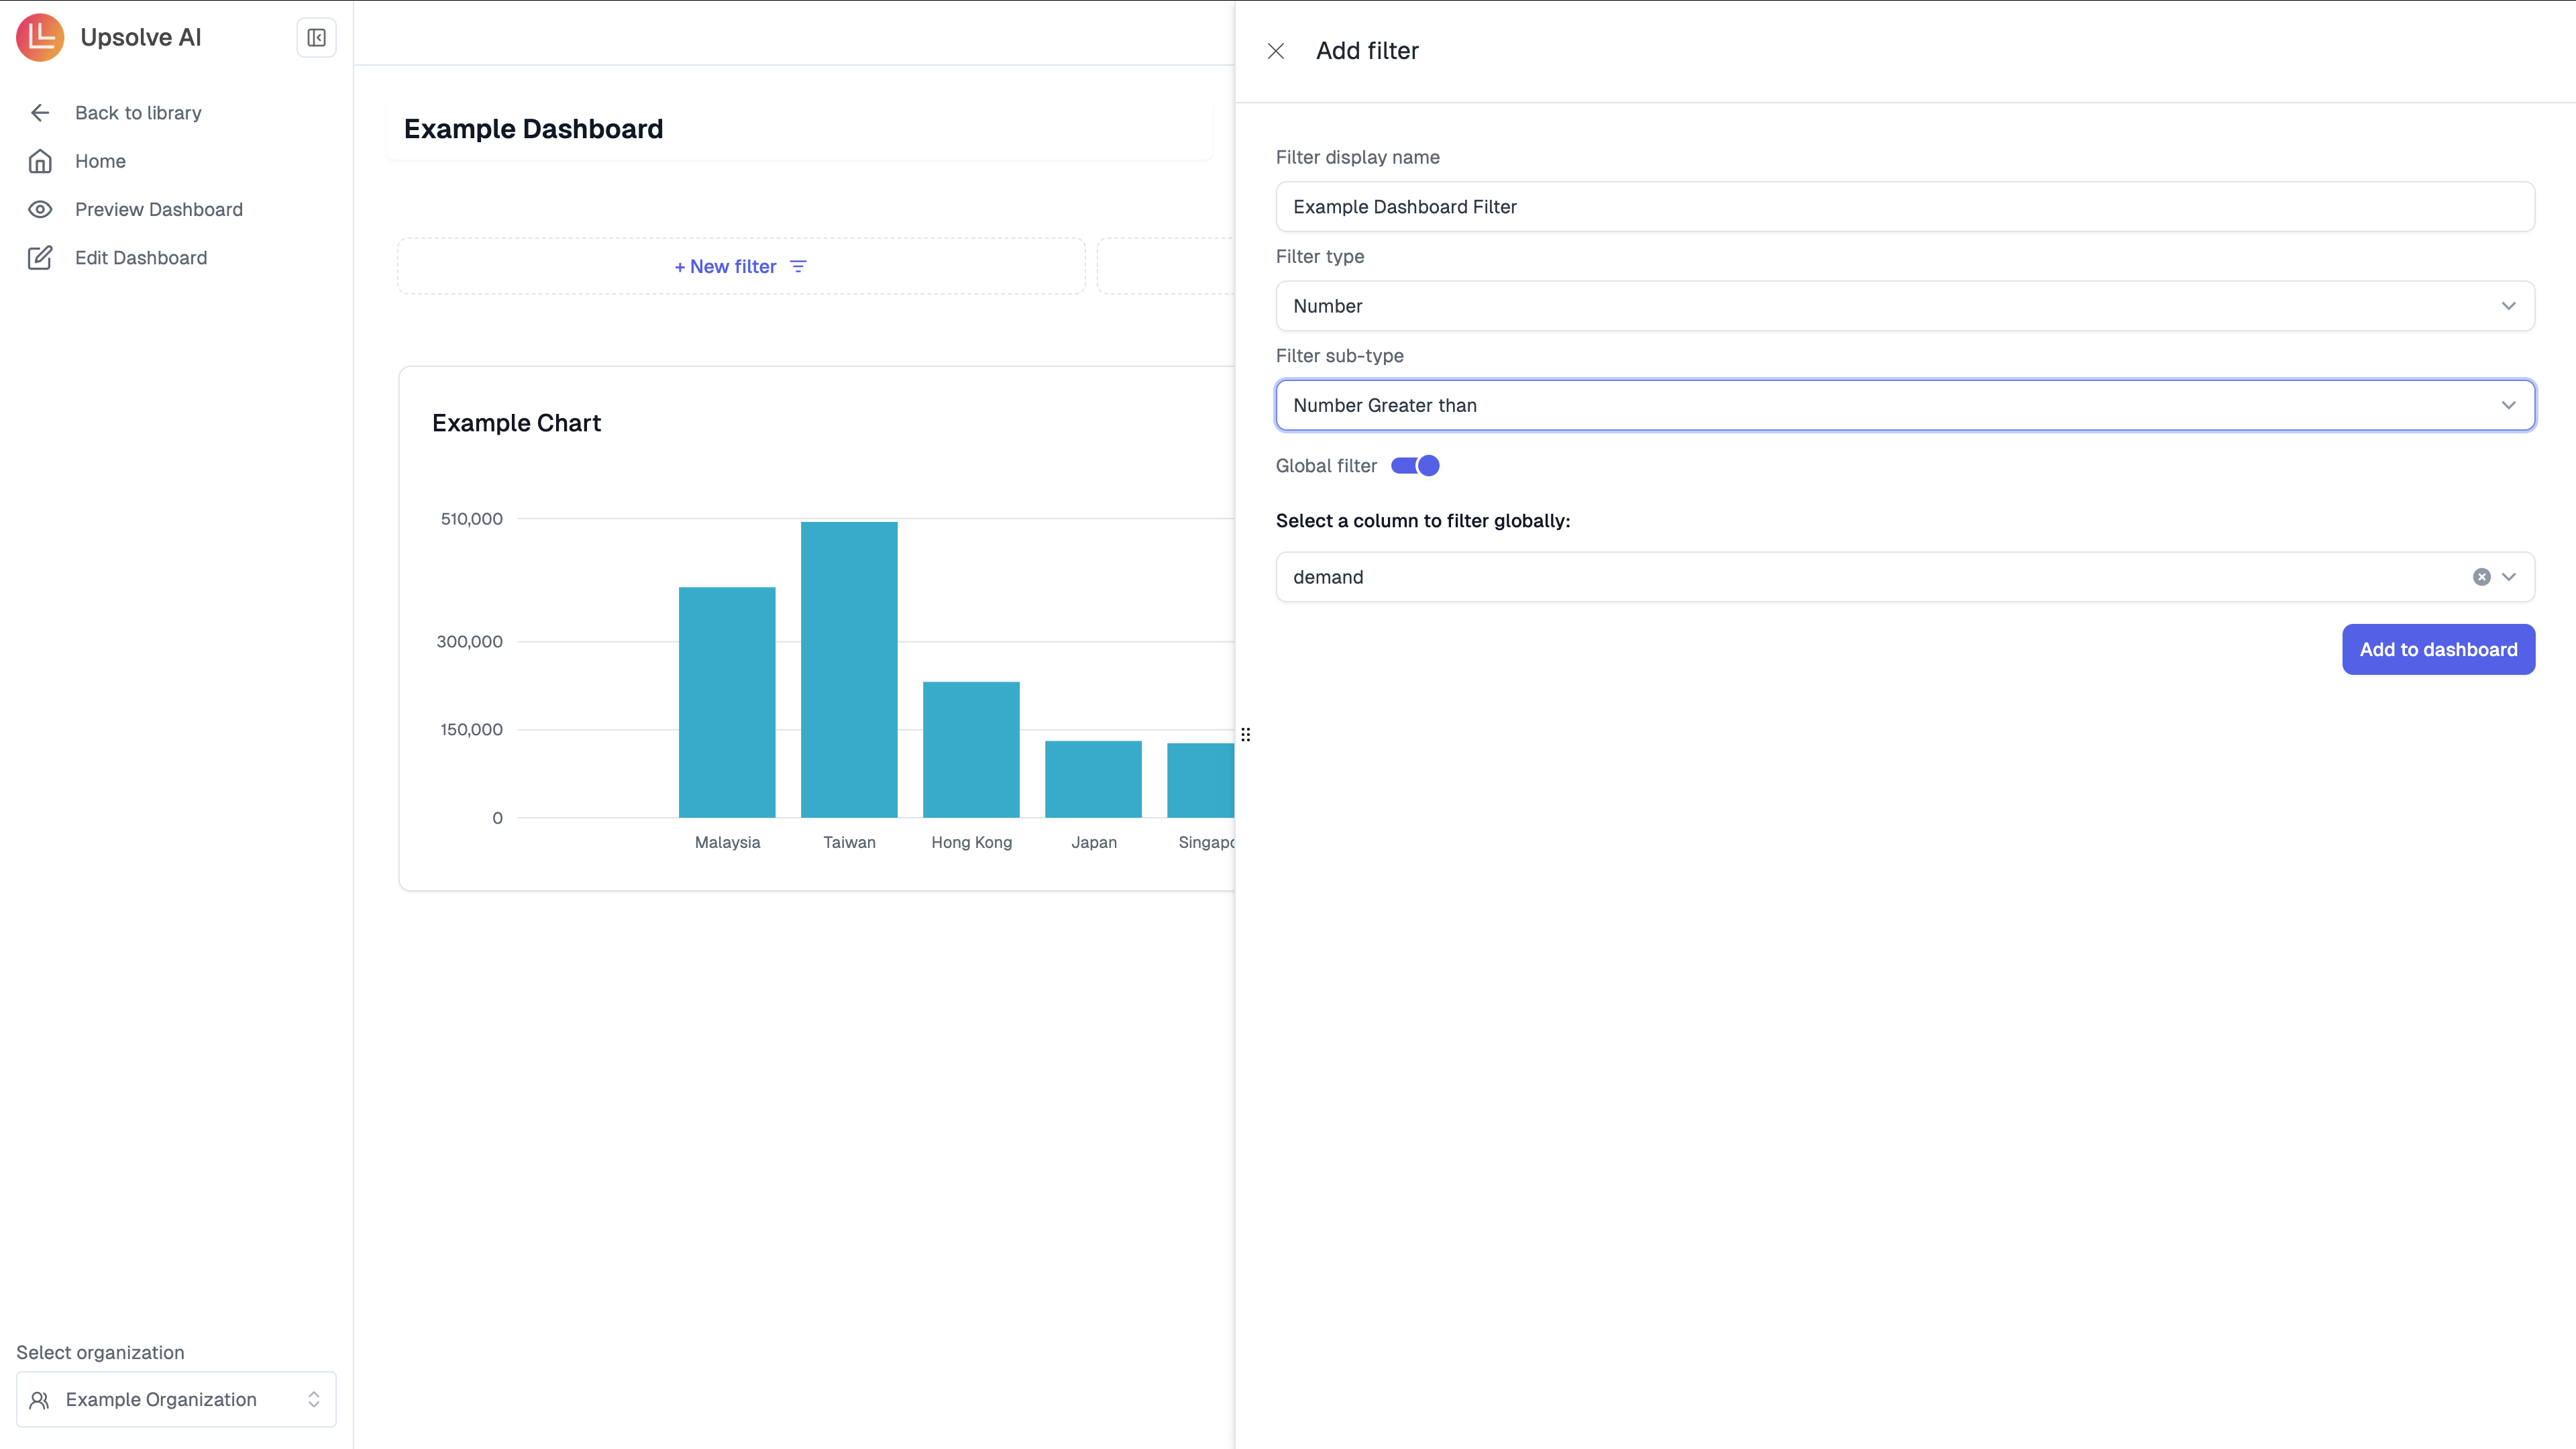 Upsolve AI
Back to library
Home
Preview Dashboard
Edit Dashboard
Select organization
Example Organization
Example Dashboard
+ New filter
Example Chart
510,000
300,000
150,000
0
Malaysia
Taiwan
Hong Kong
Japan
Singapo
Add filter
Filter display name
Example Dashboard Filter
Filter type
Number
Filter sub-type
Number Greater than
Global filter
Select a column to filter globally:
demand
Add to dashboard